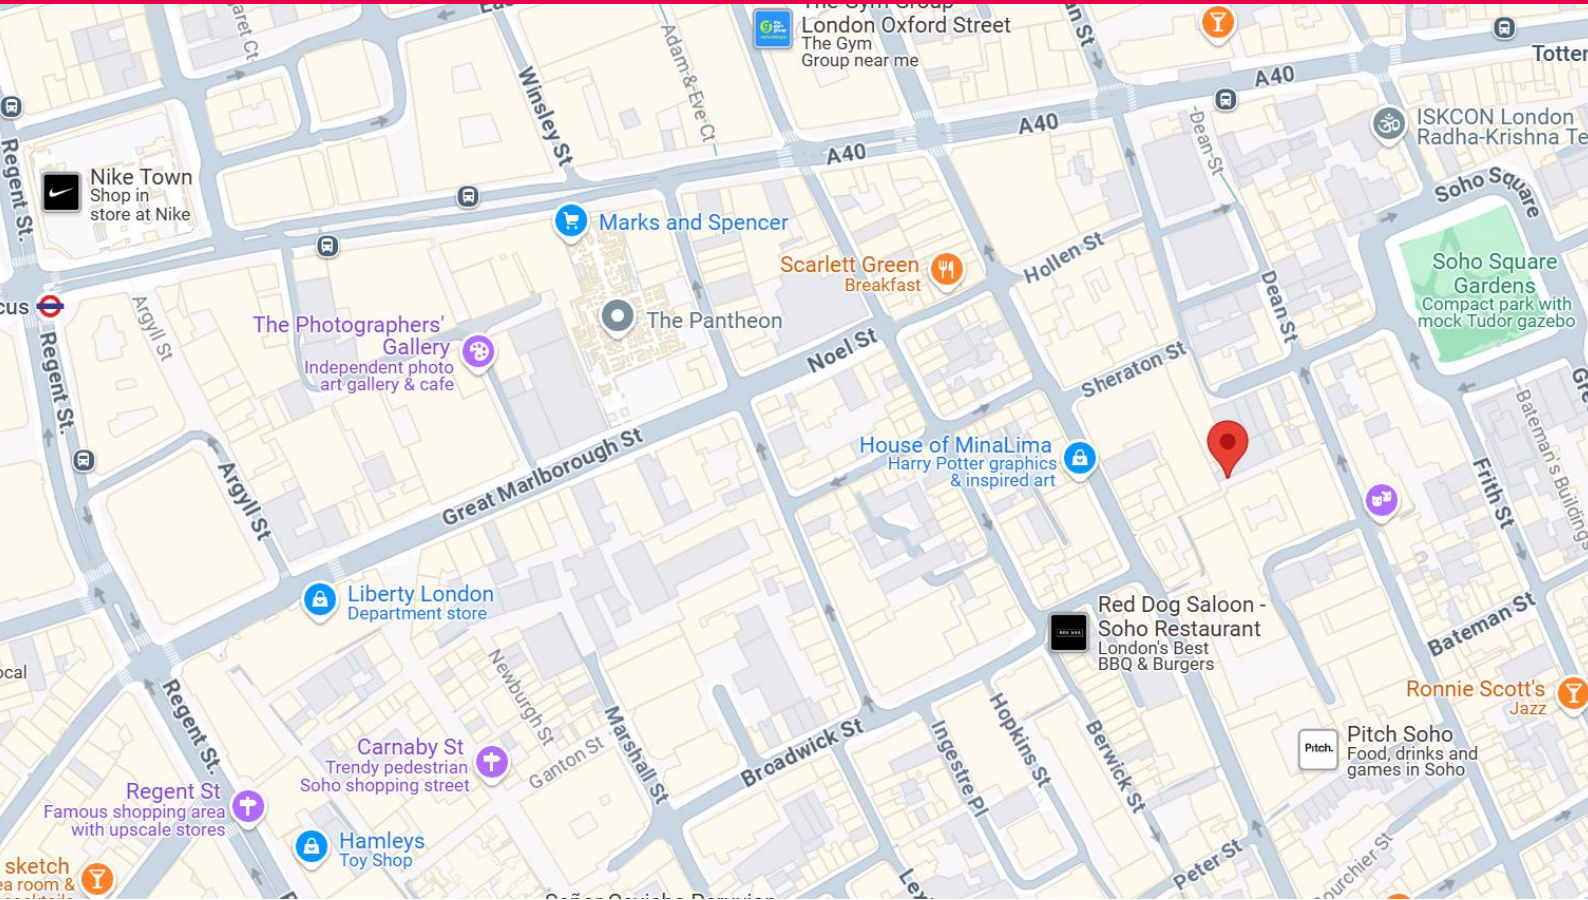 The Gym Group
London Oxford Street
The Gym
Group near me
A40
Totter
Winsley St
Adam & Eve Ct
A40
A40
ISKCON London
Radha-Krishna Te
Dean St
Regent St.
Nike Town
Shop in
store at Nike
Soho Square
Marks and Spencer
Hollen St
Scarlett Green
Breakfast
Soho Square
Gardens
Compact park with
mock Tudor gazebo
Dean St
cus
Argyll St
The Photographers'
Gallery
Independent photo
art gallery & cafe
The Pantheon
Noel St
Sheraton St
Regent St.
Bateman's Buildings
House of MinaLima
Harry Potter graphics
& inspired art
Great Marlborough St
Argyll St
Frith St
Liberty London
Department store
Red Dog Saloon -
Soho Restaurant
London's Best
BBQ & Burgers
Bateman St
ocal
Newburgh St
Regent St.
Ronnie Scott's
Jazz
Hopkins St
Marshall St
Broadwick St
Ingestre Pl
Berwick St
Pitch.
Pitch Soho
Food, drinks and
games in Soho
Carnaby St
Trendy pedestrian
Soho shopping street
Ganton St
Regent St
Famous shopping area
with upscale stores
Hamleys
Toy Shop
Peter St
sketch
ea room &
Lex